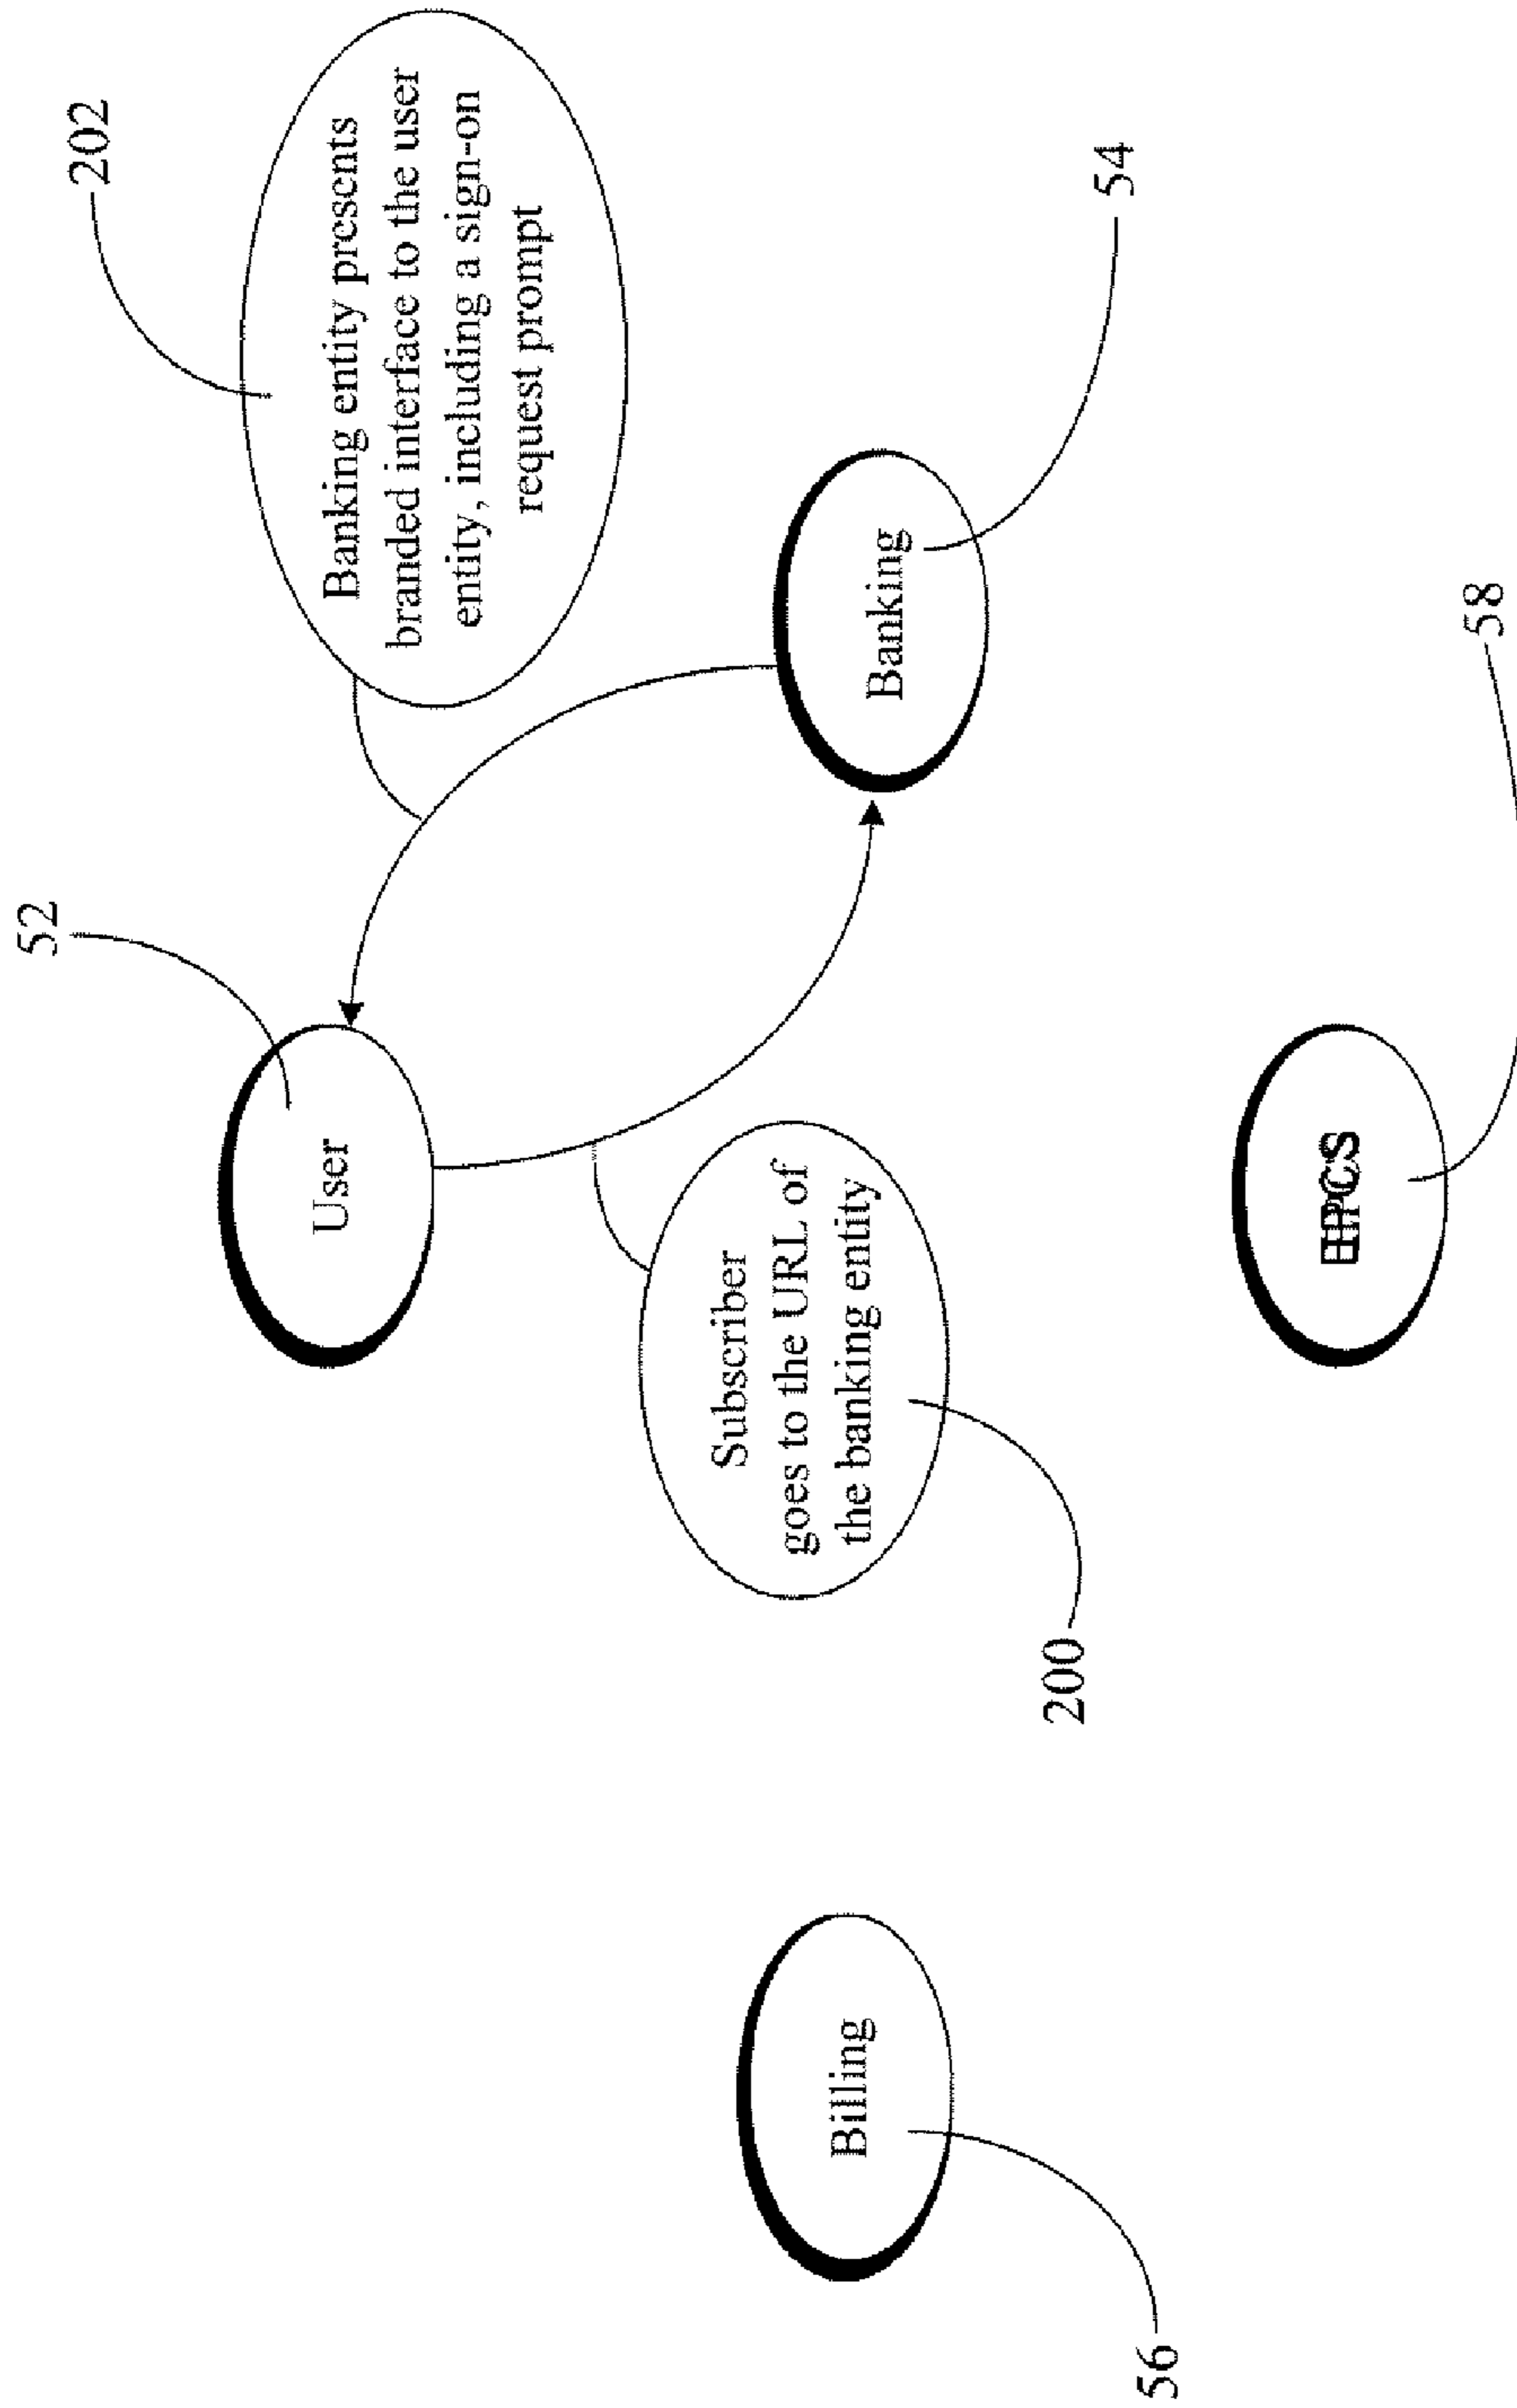 52
202
User
Banking entity presents
branded interface to the user
entity, including a sign-on
request prompt
Subscriber
goes to the URL of
the banking entity
Billing
Banking
200
54
56
58